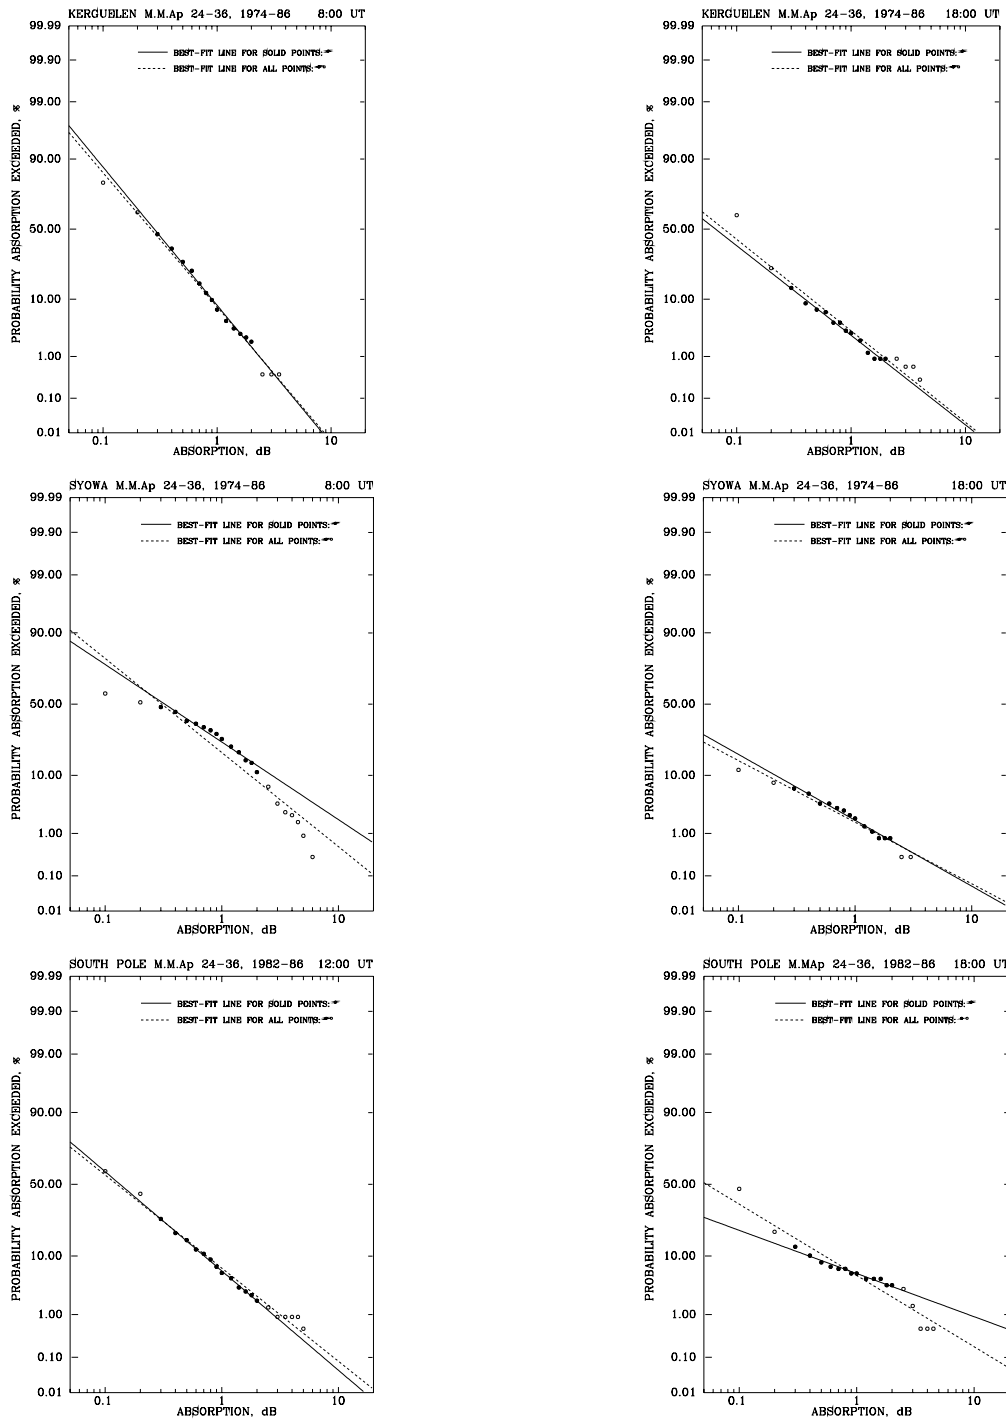 KERGUELEN M.M.Ap 24-36, 1974-86 8:00 UT
BEST-FIT LINE FOR SOLID POINTS:
BEST-FIT LINE FOR ALL POINTS:
PROBABILITY ABSORPTION EXCEEDED, %
99.99
99.90
99.00
90.00
50.00
10.00
1.00
0.10
0.01
0.1
1
10
ABSORPTION, dB
KERGUELEN M.M.Ap 24-36, 1974-86 18:00 UT
BEST-FIT LINE FOR SOLID POINTS:
BEST-FIT LINE FOR ALL POINTS:
PROBABILITY ABSORPTION EXCEEDED, %
99.99
99.90
99.00
90.00
50.00
10.00
1.00
0.10
0.01
0.1
1
10
ABSORPTION, dB
SYOWA M.M.Ap 24-36, 1974-86 8:00 UT
BEST-FIT LINE FOR SOLID POINTS:
BEST-FIT LINE FOR ALL POINTS:
PROBABILITY ABSORPTION EXCEEDED, %
99.99
99.90
99.00
90.00
50.00
10.00
1.00
0.10
0.01
0.1
1
10
ABSORPTION, dB
SYOWA M.M.Ap 24-36, 1974-86 18:00 UT
BEST-FIT LINE FOR SOLID POINTS:
BEST-FIT LINE FOR ALL POINTS:
PROBABILITY ABSORPTION EXCEEDED, %
99.99
99.90
99.00
90.00
50.00
10.00
1.00
0.10
0.01
0.1
1
10
ABSORPTION, dB
SOUTH POLE M.M.Ap 24-36, 1982-86 12:00 UT
BEST-FIT LINE FOR SOLID POINTS:
BEST-FIT LINE FOR ALL POINTS:
PROBABILITY ABSORPTION EXCEEDED, %
99.99
99.90
99.00
90.00
50.00
10.00
1.00
0.10
0.01
0.1
1
10
ABSORPTION, dB
SOUTH POLE M.MAp 24-36, 1982-86 18:00 UT
BEST-FIT LINE FOR SOLID POINTS:
BEST-FIT LINE FOR ALL POINTS:
PROBABILITY ABSORPTION EXCEEDED, %
99.99
99.90
99.00
90.00
50.00
10.00
1.00
0.10
0.01
0.1
1
10
ABSORPTION, dB